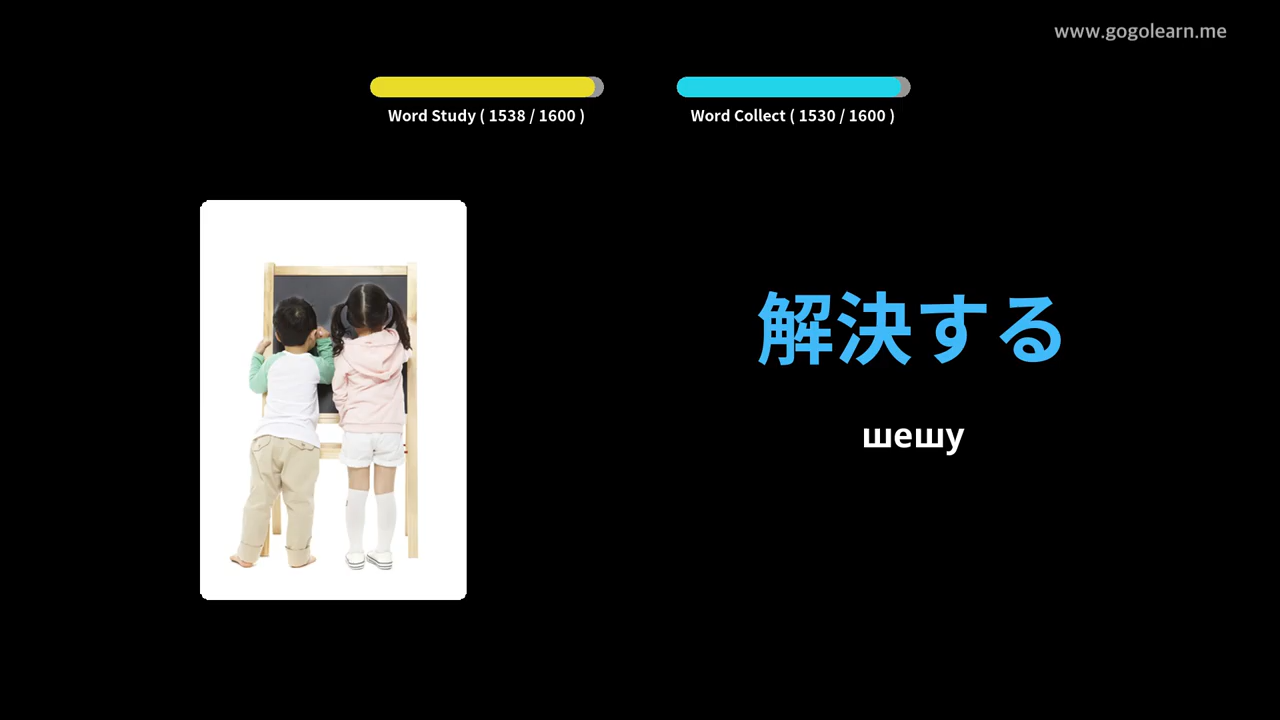 www.gogolearn.me
Word Study ( 1538 / 1600 )
Word Collect ( 1530 / 1600 )
解決する
шешу